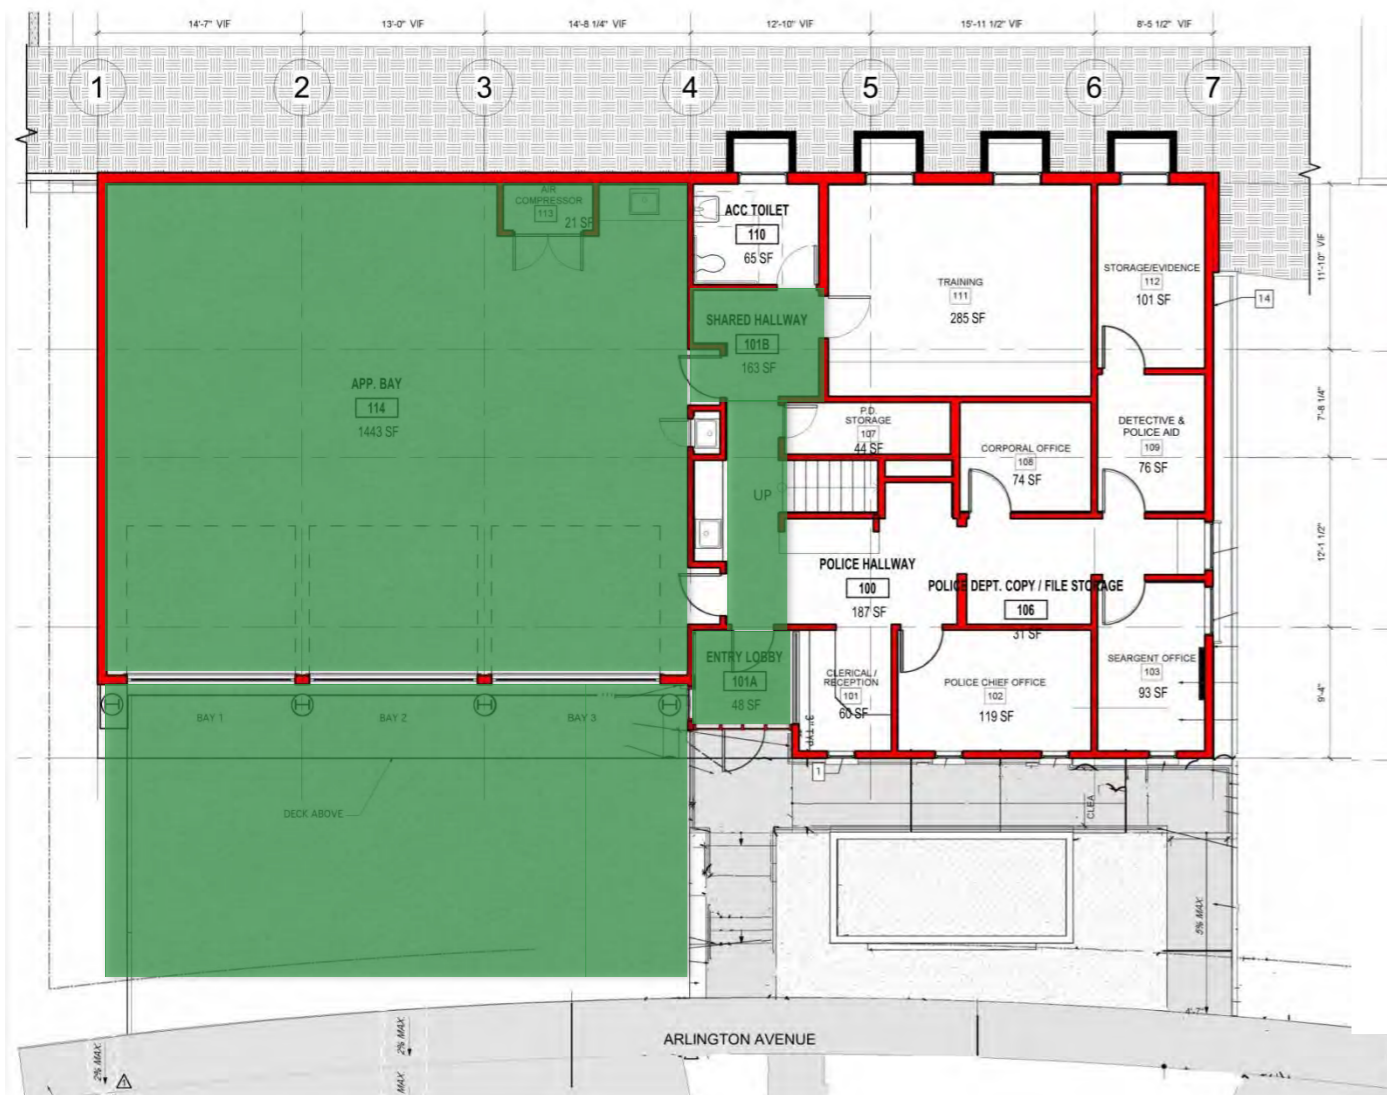 14'-7" VIF
13'-0" VIF
14'-8 1/4" VIF
12'-10" VIF
15'-11 1/2" VIF
8'-5 1/2" VIF
1
2
3
4
5
6
7
AIR
COMPRESSOR
113
21 SF
ACC TOILET
110
65 SF
TRAINING
111
285 SF
STORAGE/EVIDENCE
112
101 SF
14
11'-10" VIF
SHARED HALLWAY
101B
163 SF
APP. BAY
114
1443 SF
P.D.
STORAGE
107
44 SF
CORPORAL OFFICE
108
74 SF
DETECTIVE &
POLICE AID
109
76 SF
7'-8 1/4"
UP
12'-1 1/2"
POLICE HALLWAY
100
187 SF
POLICE DEPT. COPY / FILE STORAGE
106
31 SF
ENTRY LOBBY
101A
48 SF
CLERICAL /
RECEPTION
101
60 SF
POLICE CHIEF OFFICE
102
119 SF
SEARGENT OFFICE
103
93 SF
9'-4"
BAY 1
BAY 2
BAY 3
3" TYP
1
DECK ABOVE
CLEA
5% MAX.
4'-7"
ARLINGTON AVENUE
2% MAX.
2% MAX.
MAX.
1